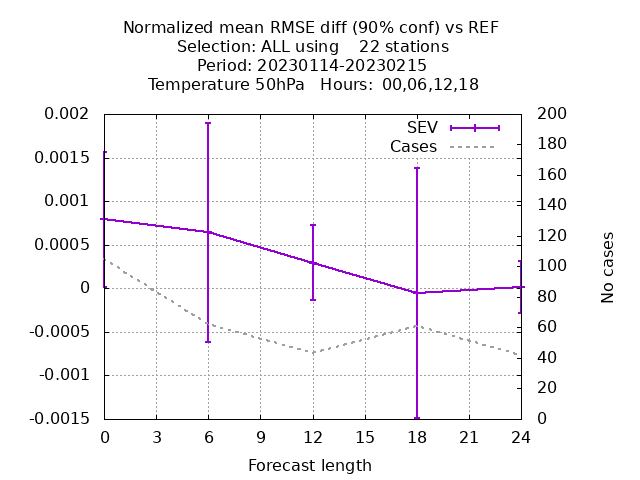 Normalized mean RMSE diff (90% conf) vs REF
Selection: ALL using    22 stations
Period: 20230114-20230215
Temperature 50hPa   Hours: 00,06,12,18
SEV
Cases
0.002
0.0015
0.001
0.0005
0
-0.0005
-0.001
-0.0015
200
180
160
140
120
100
80
60
40
20
0
No cases
0 3 6 9 12 15 18 21 24
Forecast length